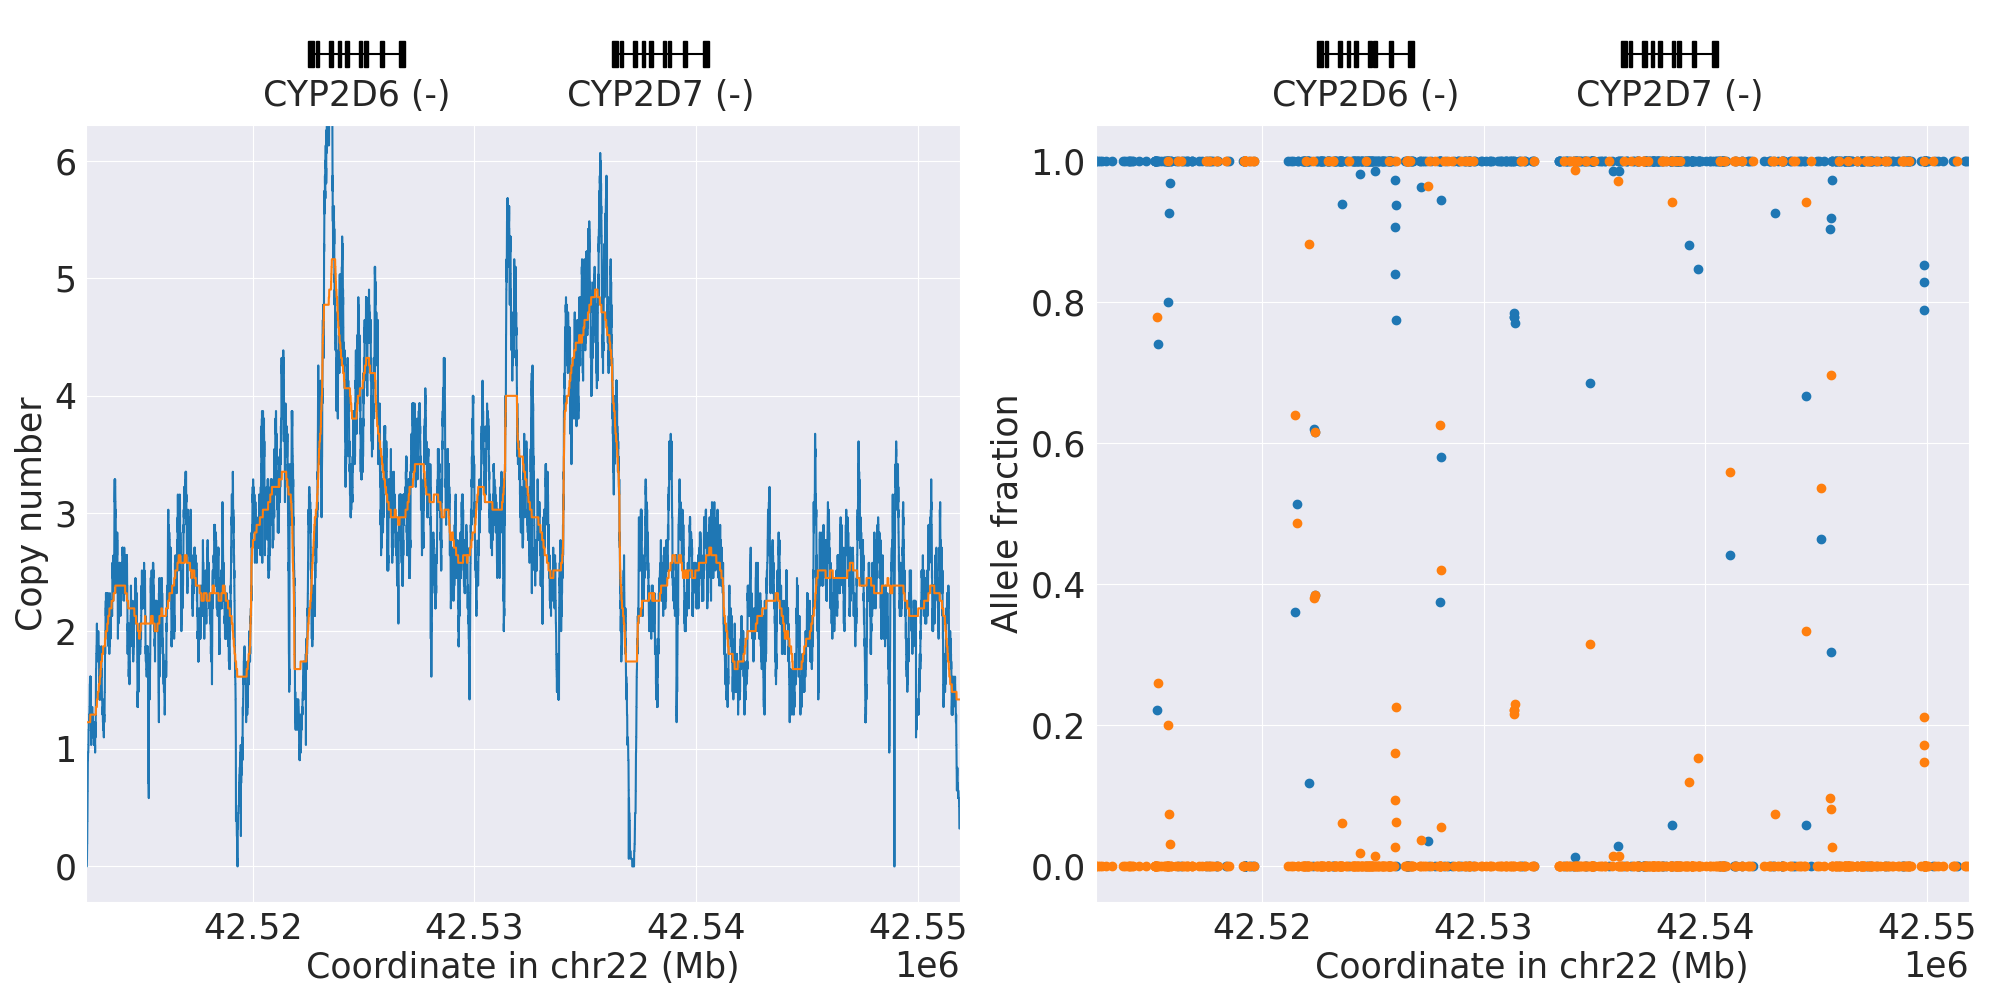 CYP2D6 (-) CYP2D7 (-)
6
5
4
3
2
1
0
Copy number
42.52 42.53 42.54 42.55
Coordinate in chr22 (Mb) 1e6
CYP2D6 (-) CYP2D7 (-)
1.0
0.8
0.6
0.4
0.2
0.0
Allele fraction
42.52 42.53 42.54 42.55
Coordinate in chr22 (Mb) 1e6